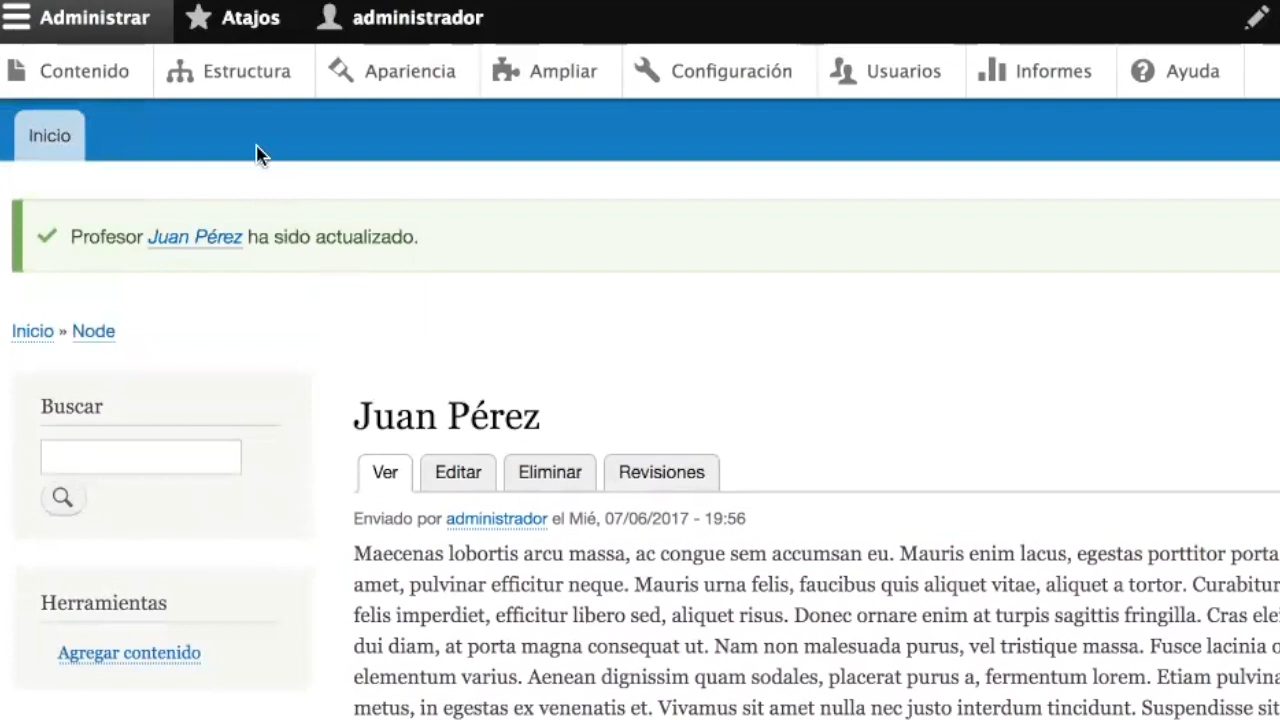 Administrar Atajos administrador
Contenido Estructura Apariencia Ampliar Configuración Usuarios Informes Ayuda
Inicio
Profesor Juan Pérez ha sido actualizado.
Inicio » Node
Buscar
Juan Pérez
Ver Editar Eliminar Revisiones
Enviado por administrador el Mié, 07/06/2017 - 19:56
Maecenas lobortis arcu massa, ac congue sem accumsan eu. Mauris enim lacus, egestas porttitor porta
amet, pulvinar efficitur neque. Mauris urna felis, faucibus quis aliquet vitae, aliquet a tortor. Curabitur
felis imperdiet, efficitur libero sed, aliquet risus. Donec ornare enim at turpis sagittis fringilla. Cras
dui diam, at porta magna consequat ut. Nam non malesuada purus, vel tristique massa. Fusce lacinia
elementum varius. Aenean dignissim quam sodales, placerat purus a, fermentum lorem. Etiam
metus, in egestas ex venenatis et. Vivamus sit amet nulla nec justo interdum tincidunt. Suspendisse sit
Herramientas
Agregar contenido